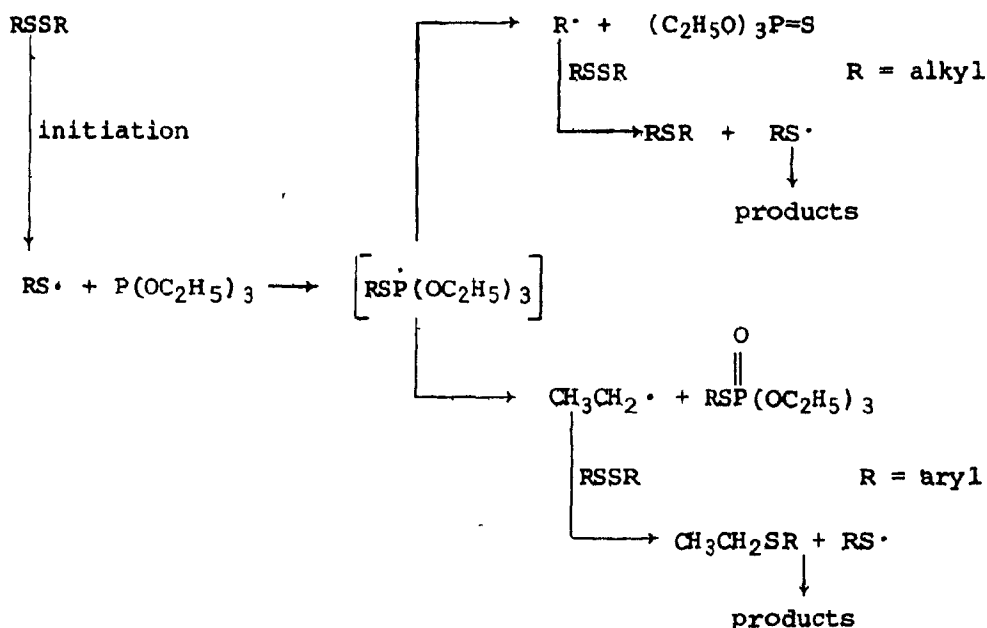 RSSR
R· + (C₂H₅O)₃P=S
RSSR R = alkyl
initiation
RSR + RS·
products
RS· + P(OC₂H₅)₃ [RSṖ(OC₂H₅)₃]
O
CH₃CH₂· + RSP(OC₂H₅)₃
RSSR R = aryl
CH₃CH₂SR + RS·
products